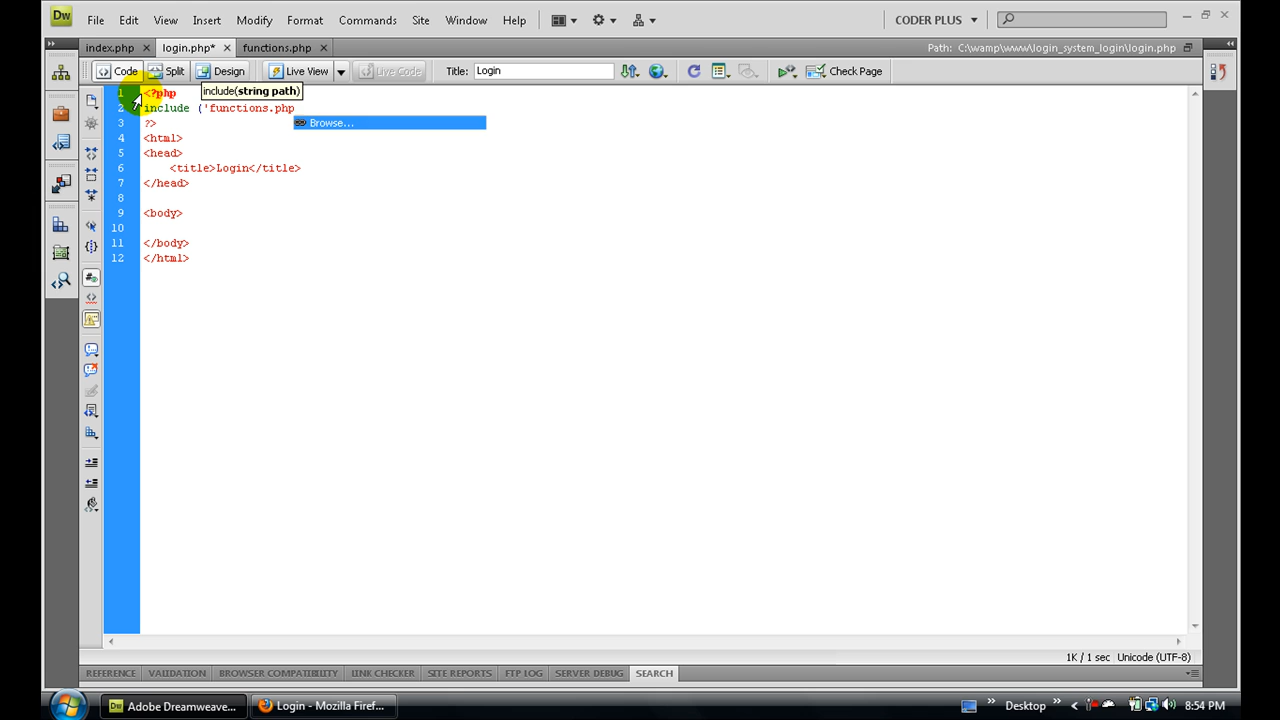 Dw File Edit View Insert Modify Format Commands Site Window Help CODER PLUS
index.php login.php* functions.php Path: C:\wamp\www\login_system_login\login.php
Code Split Design Live View Live Code Title: Login Check Page
include(string path)
1 <?php
2 include ('functions.php
Browse...
3 ?>
4 <html>
5 <head>
6 <title>Login</title>
7 </head>
8
9 <body>
10
11 </body>
12 </html>
1K / 1 sec Unicode (UTF-8)
REFERENCE VALIDATION BROWSER COMPATIBILITY LINK CHECKER SITE REPORTS FTP LOG SERVER DEBUG SEARCH
Dw Adobe Dreamweave... Login - Mozilla Firef... Desktop » « 8:54 PM